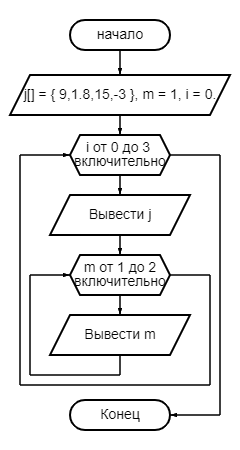 начало
j[] = { 9,1.8,15,-3 }, m = 1, i = 0.
i от 0 до 3
включительно
Вывести j
m от 1 до 2
включительно
Вывести m
Конец